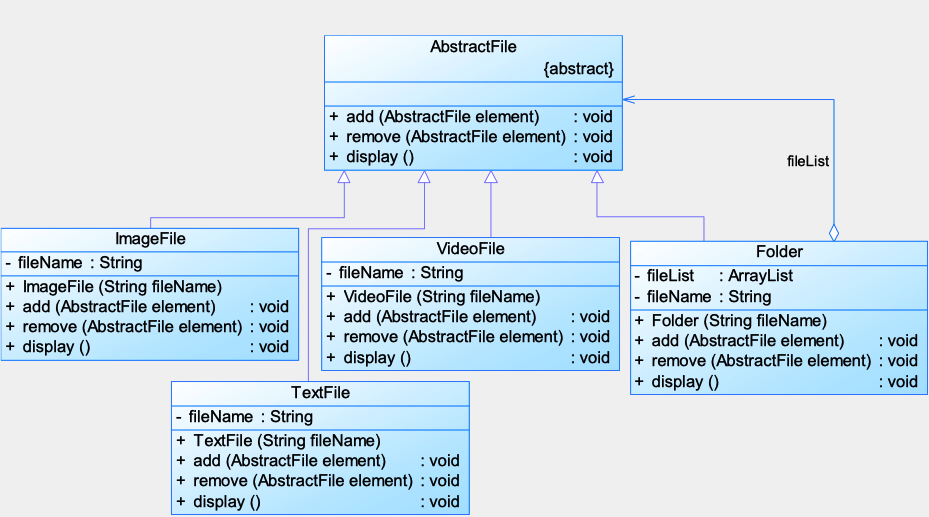 AbstractFile
{abstract}
+ add (AbstractFile element) : void
+ remove (AbstractFile element) : void
+ display () : void
fileList
ImageFile
- fileName : String
+ ImageFile (String fileName)
+ add (AbstractFile element) : void
+ remove (AbstractFile element) : void
+ display () : void
VideoFile
- fileName : String
+ VideoFile (String fileName)
+ add (AbstractFile element) : void
+ remove (AbstractFile element) : void
+ display () : void
Folder
- fileList : ArrayList
- fileName : String
+ Folder (String fileName)
+ add (AbstractFile element) : void
+ remove (AbstractFile element) : void
+ display () : void
TextFile
- fileName : String
+ TextFile (String fileName)
+ add (AbstractFile element) : void
+ remove (AbstractFile element) : void
+ display () : void